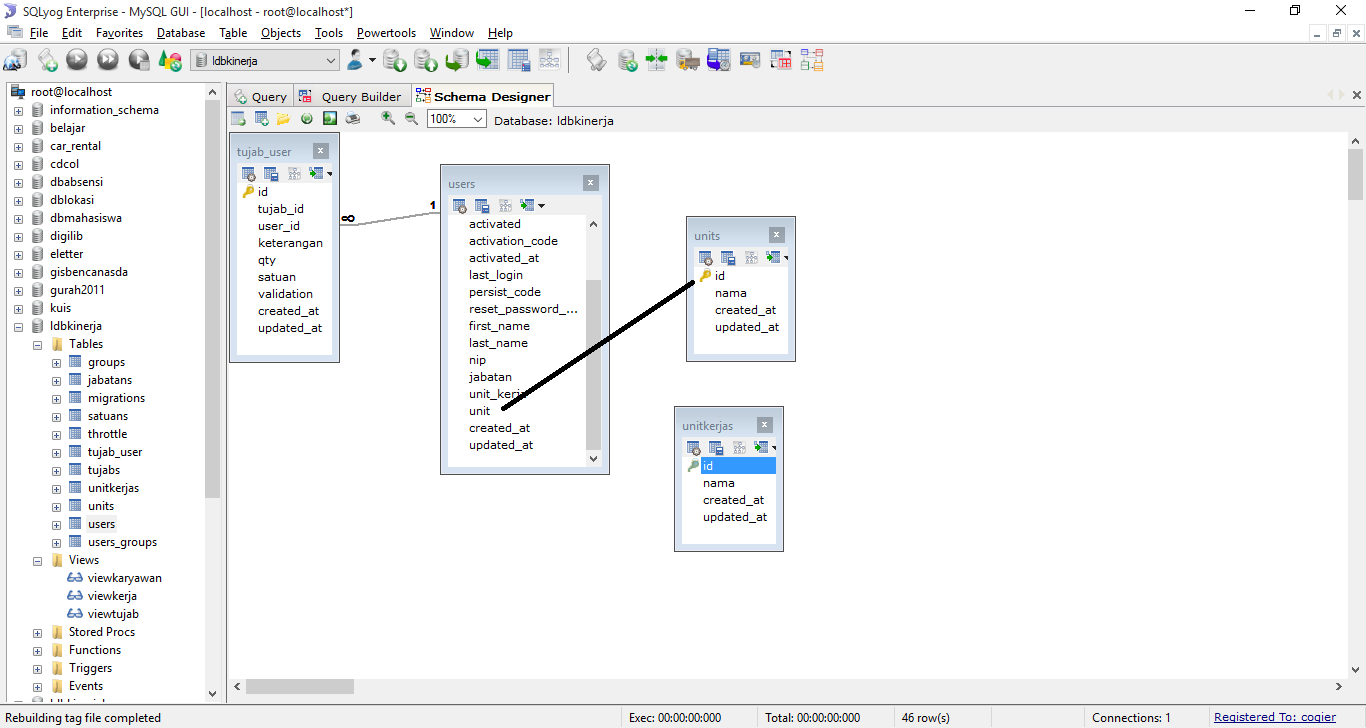 SQLyog Enterprise - MySQL GUI - [localhost - root@localhost*]
File Edit Favorites Database Table Objects Tools Powertools Window Help
ldbkinerja
root@localhost
information_schema
belajar
car_rental
cdcol
dbabsensi
dblokasi
dbmahasiswa
digilib
eletter
gisbencanasda
gurah2011
kuis
ldbkinerja
Tables
groups
jabatans
migrations
satuans
throttle
tujab_user
tujabs
unitkerjas
units
users
users_groups
Views
viewkaryawan
viewkerja
viewtujab
Stored Procs
Functions
Triggers
Events
Query Query Builder Schema Designer
100% Database: ldbkinerja
tujab_user
id
tujab_id
user_id
keterangan
qty
satuan
validation
created_at
updated_at
∞ 1
users
activated
activation_code
activated_at
last_login
persist_code
reset_password_...
first_name
last_name
nip
jabatan
unit_kerja
unit
created_at
updated_at
units
id
nama
created_at
updated_at
unitkerjas
id
nama
created_at
updated_at
Rebuilding tag file completed Exec: 00:00:00:000 Total: 00:00:00:000 46 row(s) Connections: 1 Registered To: cogier